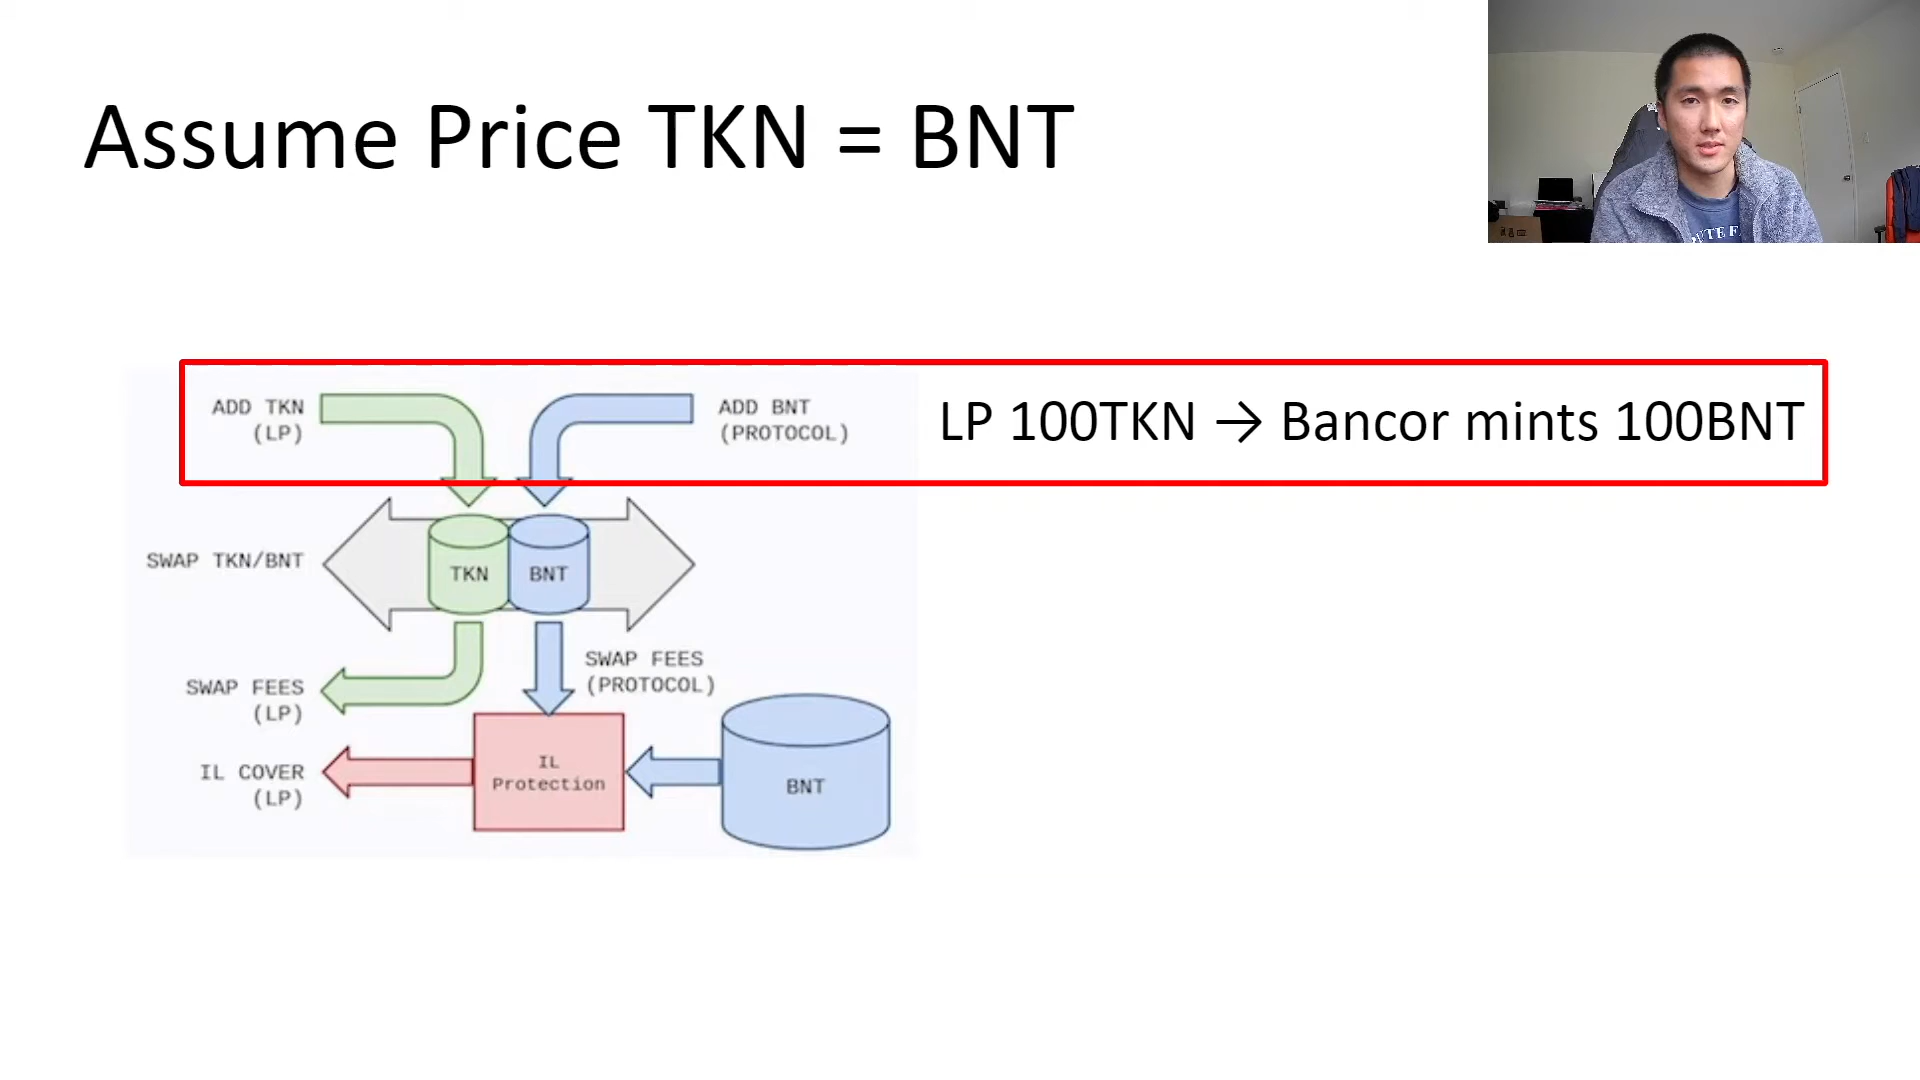 Assume Price TKN = BNT
ADD TKN
(LP)
ADD BNT
(PROTOCOL)
LP 100TKN → Bancor mints 100BNT
SWAP TKN/BNT
TKN
BNT
SWAP FEES
(LP)
SWAP FEES
(PROTOCOL)
IL COVER
(LP)
IL
Protection
BNT